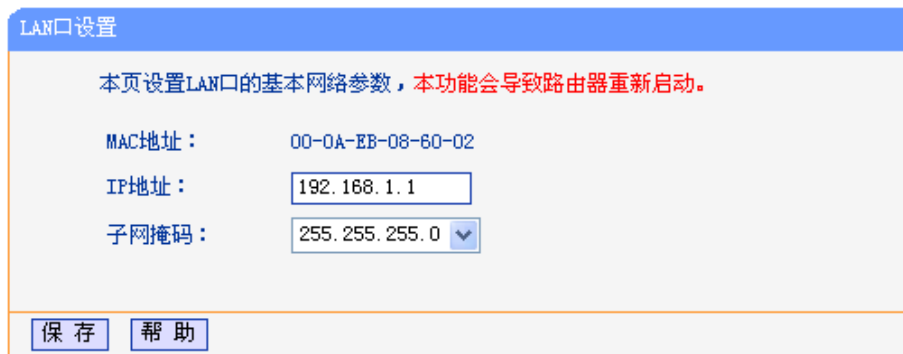 LAN口设置
本页设置LAN口的基本网络参数，本功能会导致路由器重新启动。
MAC地址： 00-0A-EB-08-60-02
IP地址： 192.168.1.1
子网掩码： 255.255.255.0
保 存 帮 助